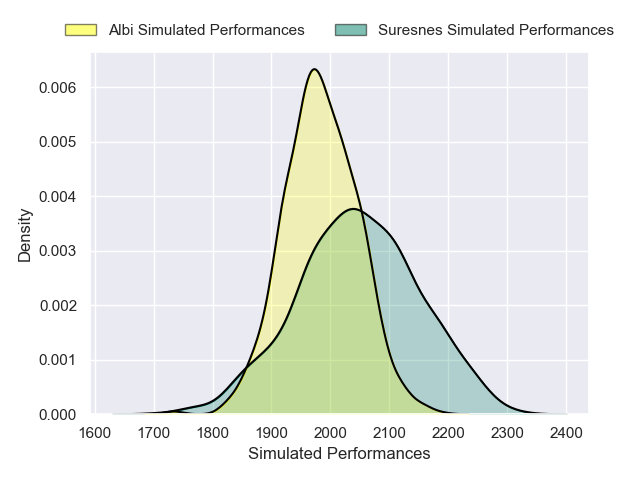 Albi Simulated Performances Suresnes Simulated Performances
0.006
0.005
0.004
0.003
0.002
0.001
0.000
Density
1600 1700 1800 1900 2000 2100 2200 2300 2400
Simulated Performances